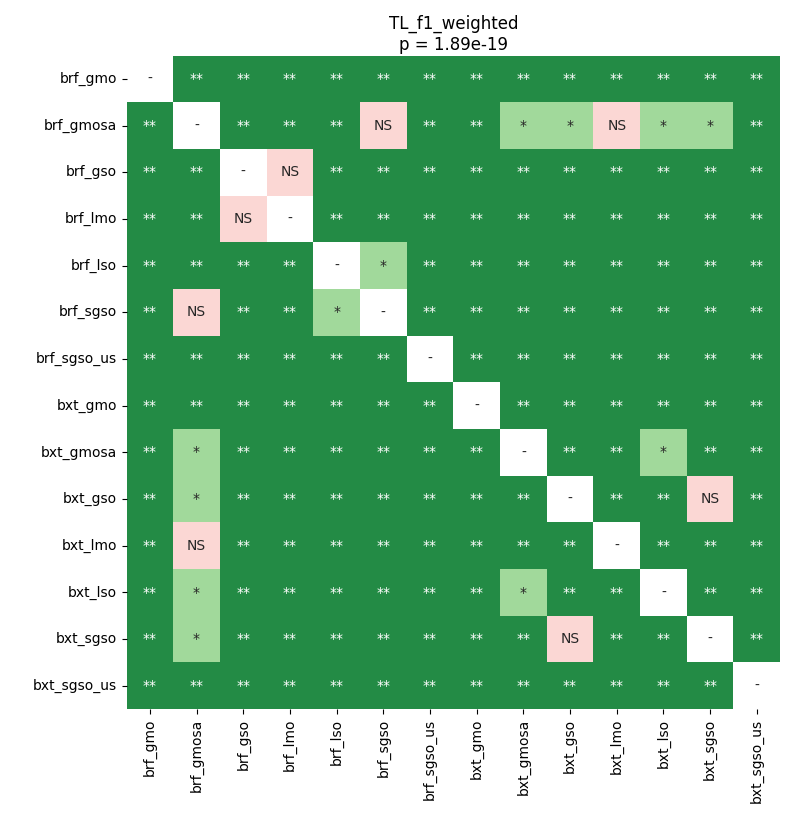 TL_f1_weighted
p = 1.89e-19
brf_gmo - ** ** ** ** ** ** ** ** ** ** ** ** **
brf_gmosa ** - ** ** ** NS ** ** * * NS * * **
brf_gso ** ** - NS ** ** ** ** ** ** ** ** ** **
brf_lmo ** ** NS - ** ** ** ** ** ** ** ** ** **
brf_lso ** ** ** ** - * ** ** ** ** ** ** ** **
brf_sgso ** NS ** ** * - ** ** ** ** ** ** ** **
brf_sgso_us ** ** ** ** ** ** - ** ** ** ** ** ** **
bxt_gmo ** ** ** ** ** ** ** - ** ** ** ** ** **
bxt_gmosa ** * ** ** ** ** ** ** - ** ** * ** **
bxt_gso ** * ** ** ** ** ** ** ** - ** ** NS **
bxt_lmo ** NS ** ** ** ** ** ** ** ** - ** ** **
bxt_lso ** * ** ** ** ** ** ** * ** ** - ** **
bxt_sgso ** * ** ** ** ** ** ** ** NS ** ** - **
bxt_sgso_us ** ** ** ** ** ** ** ** ** ** ** ** ** -
brf_gmo brf_gmosa brf_gso brf_lmo brf_lso brf_sgso brf_sgso_us bxt_gmo bxt_gmosa bxt_gso bxt_lmo bxt_lso bxt_sgso bxt_sgso_us